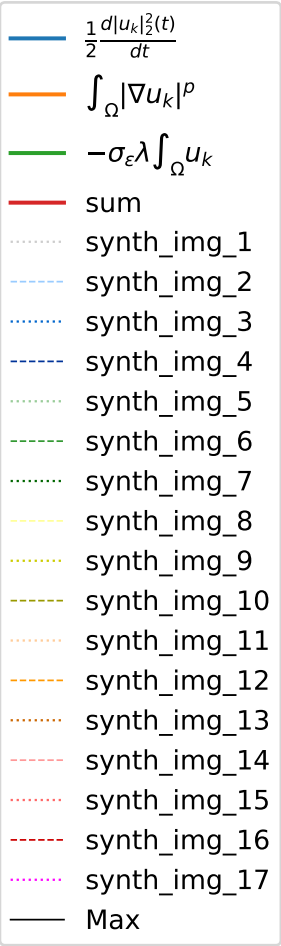 $\frac{1}{2}\frac{d|u_k|_2^2(t)}{dt}$
$\int_\Omega |\nabla u_k|^p$
$-\sigma_\varepsilon \lambda \int_\Omega u_k$
sum
synth_img_1
synth_img_2
synth_img_3
synth_img_4
synth_img_5
synth_img_6
synth_img_7
synth_img_8
synth_img_9
synth_img_10
synth_img_11
synth_img_12
synth_img_13
synth_img_14
synth_img_15
synth_img_16
synth_img_17
Max